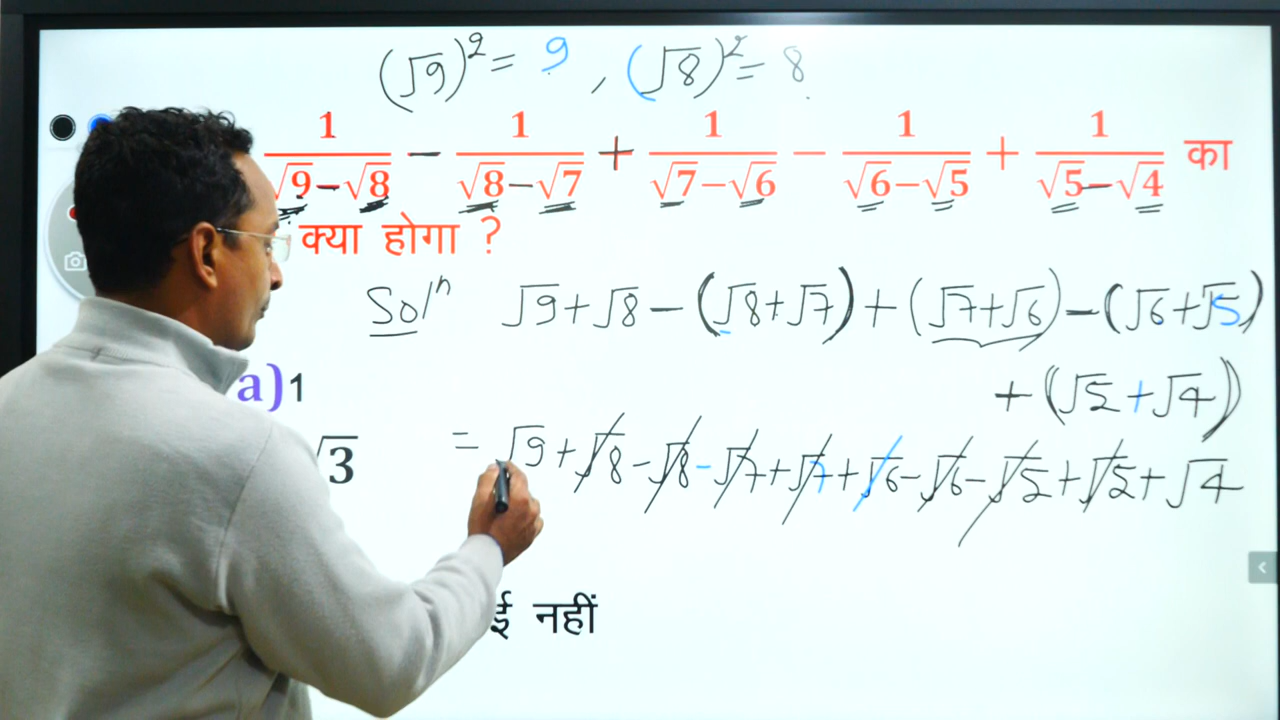 (√9)² = 9 , (√8)² = 8
1/(√9−√8) − 1/(√8−√7) + 1/(√7−√6) − 1/(√6−√5) + 1/(√5−√4) का
क्या होगा ?
Solⁿ √9+√8 − (√8+√7) + (√7+√6) − (√6+√5)
+ (√5+√4)
a) 1
= √9+√8−√8−√7+√7+√6−√6−√5+√5+√4
√3
नहीं